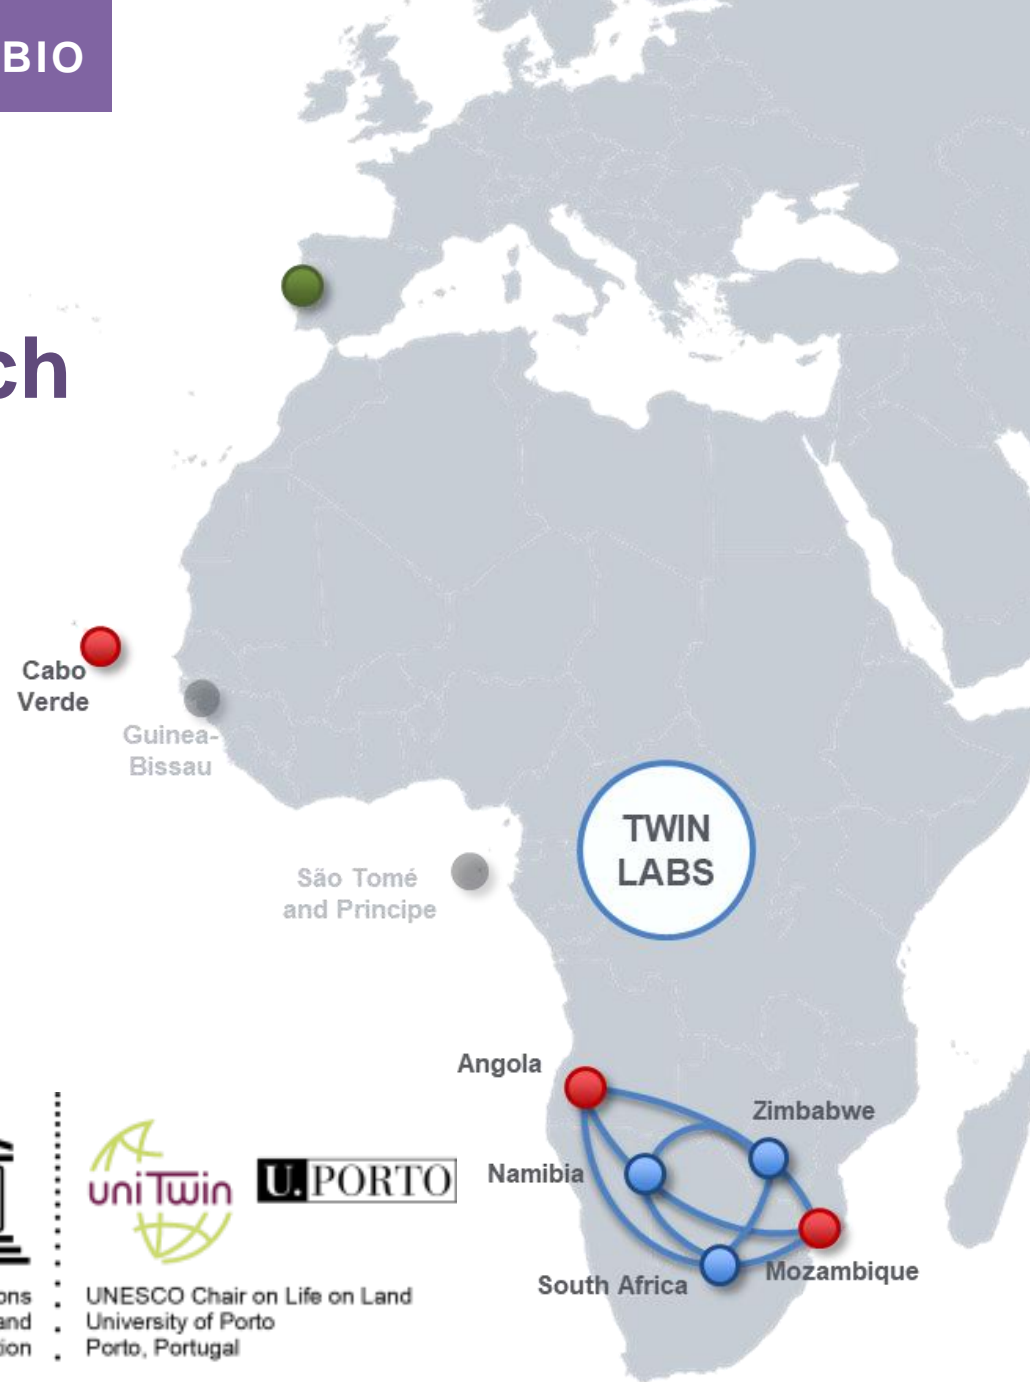 BIO
ch
Cabo
Verde
Guinea-
Bissau
TWIN
LABS
São Tomé
and Principe
Angola
Zimbabwe
Namibia
South Africa
Mozambique
uniTwin
U. PORTO
ons
and
tion
UNESCO Chair on Life on Land
University of Porto
Porto, Portugal